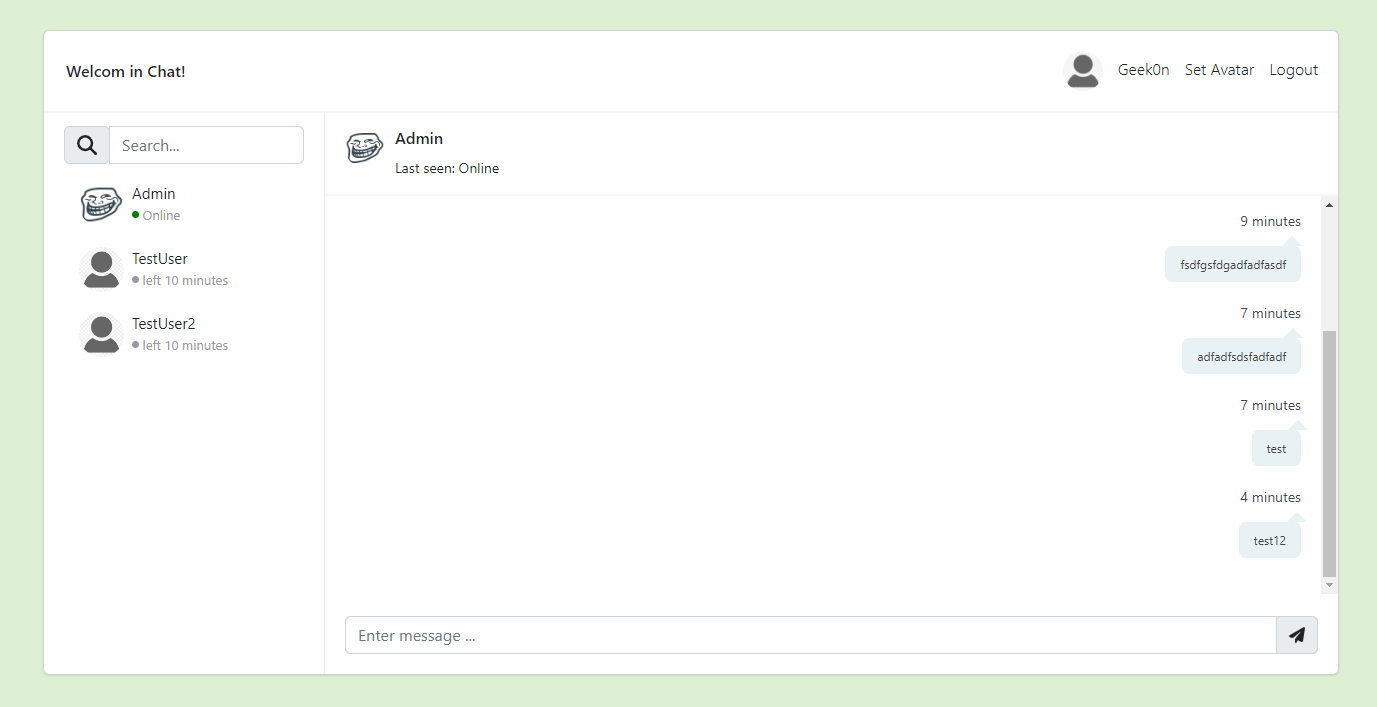 Welcom in Chat!
Geek0n Set Avatar Logout
Search...
Admin
Online
TestUser
left 10 minutes
TestUser2
left 10 minutes
Admin
Last seen: Online
9 minutes
fsdfgsfdgadfadfasdf
7 minutes
adfadfsdsfadfadf
7 minutes
test
4 minutes
test12
Enter message ...